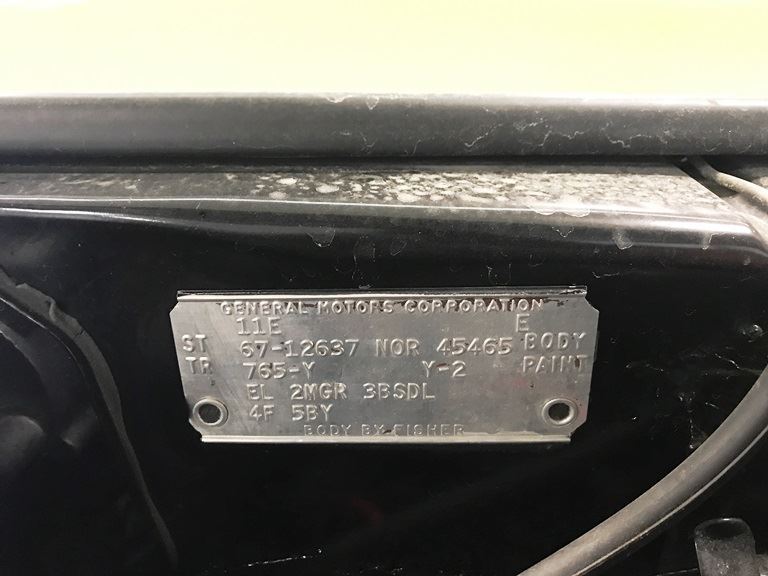 GENERAL MOTORS CORPORATION
11E E
ST 67-12637 NOR 45465 BODY
TR 765-Y Y-2 PAINT
EL 2MGR 3BSDL
4F 5BY
BODY BY FISHER